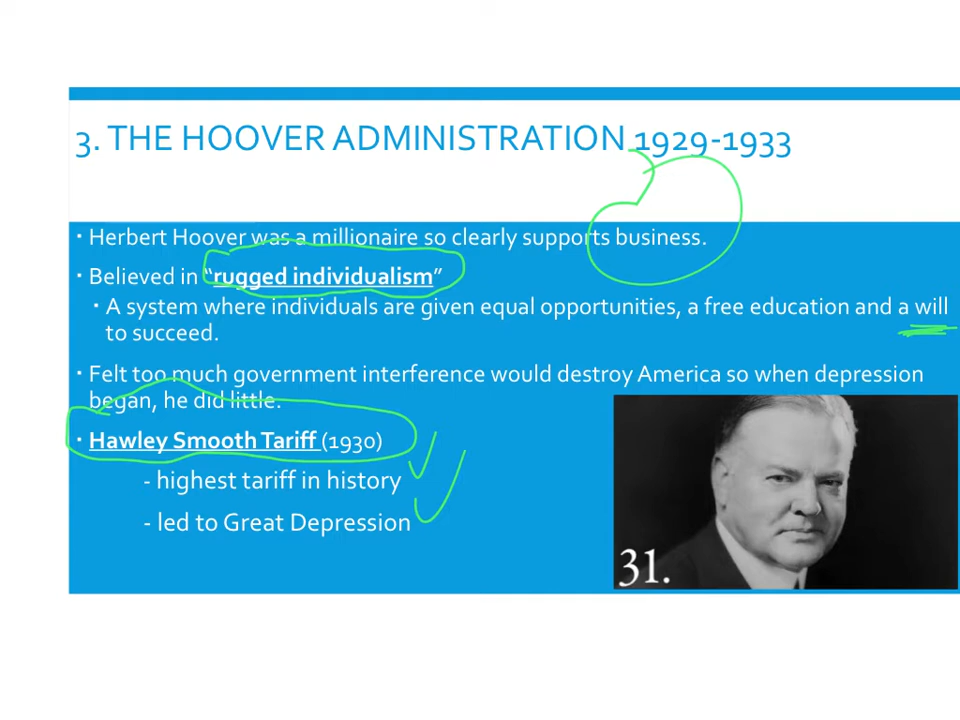 3. THE HOOVER ADMINISTRATION 1929-1933
▪ Herbert Hoover was a millionaire so clearly supports business.
▪ Believed in “rugged individualism”
▪ A system where individuals are given equal opportunities, a free education and a will
to succeed.
▪ Felt too much government interference would destroy America so when depression
began, he did little.
▪ Hawley Smooth Tariff (1930)
- highest tariff in history
- led to Great Depression
31.